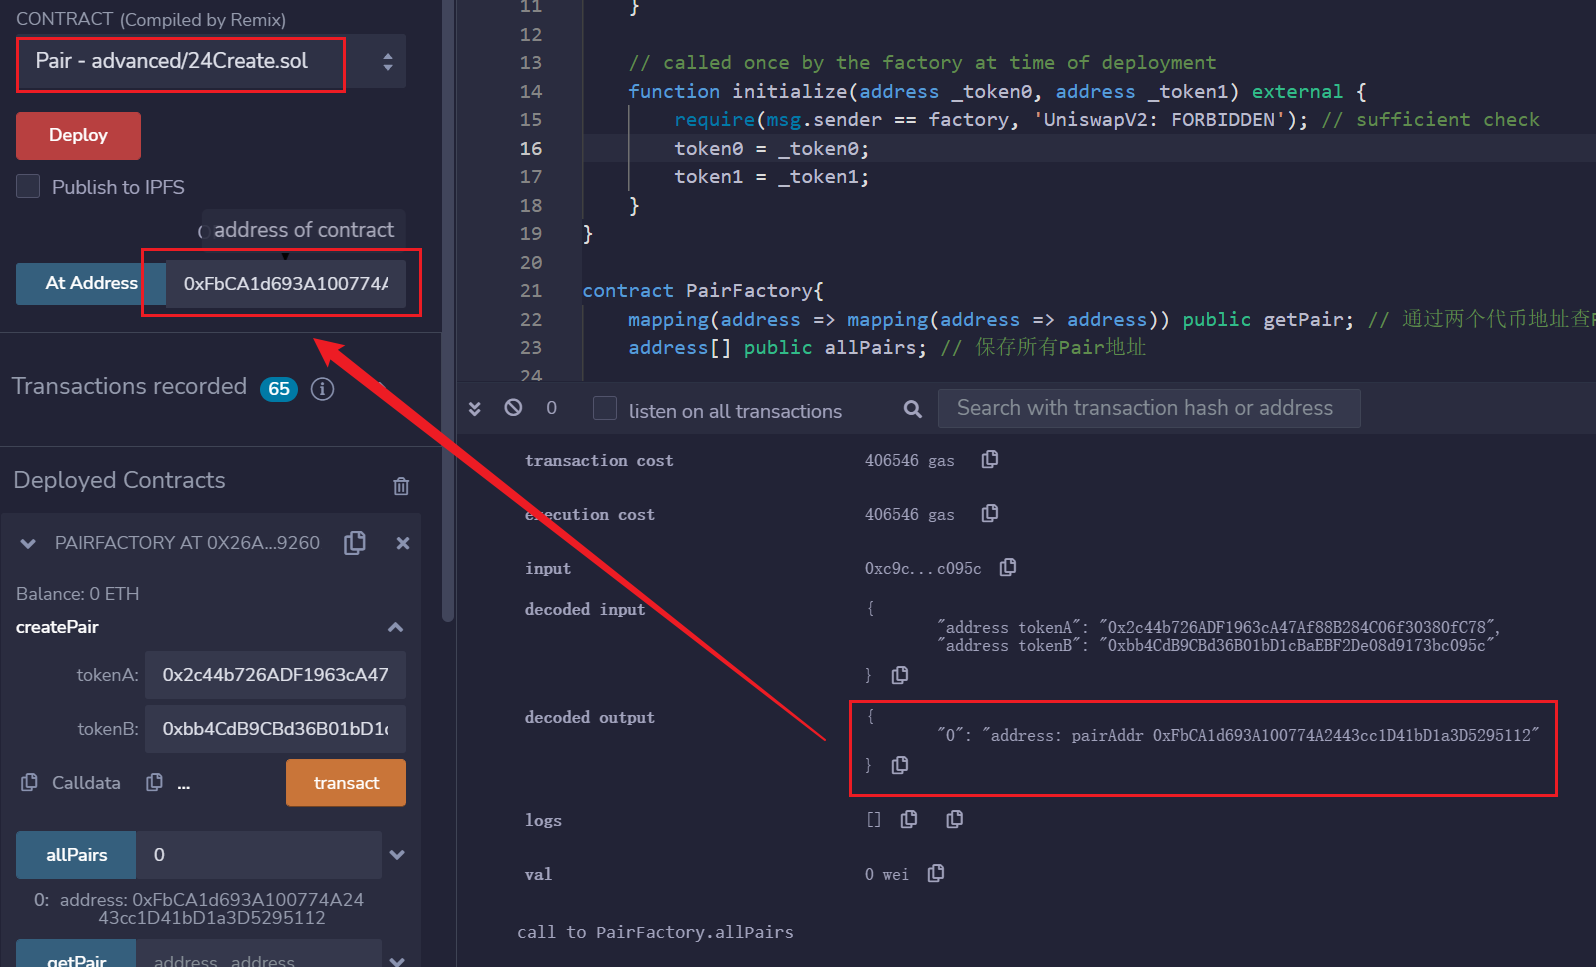 CONTRACT (Compiled by Remix)
Pair - advanced/24Create.sol
Deploy
Publish to IPFS
address of contract
At Address
0xFbCA1d693A100774A
Transactions recorded 65 i
Deployed Contracts
PAIRFACTORY AT 0X26A...9260
Balance: 0 ETH
createPair
tokenA: 0x2c44b726ADF1963cA47
tokenB: 0xbb4CdB9CBd36B01bD1c
Calldata ... transact
allPairs 0
0: address: 0xFbCA1d693A100774A24
43cc1D41bD1a3D5295112
getPair address, address
11 }
12
13 // called once by the factory at time of deployment
14 function initialize(address _token0, address _token1) external {
15 require(msg.sender == factory, 'UniswapV2: FORBIDDEN'); // sufficient check
16 token0 = _token0;
17 token1 = _token1;
18 }
19 }
20
21 contract PairFactory{
22 mapping(address => mapping(address => address)) public getPair; // 通过两个代币地址查
23 address[] public allPairs; // 保存所有Pair地址
24
0 listen on all transactions Search with transaction hash or address
transaction cost 406546 gas
execution cost 406546 gas
input 0xc9c...c095c
decoded input {
"address tokenA": "0x2c44b726ADF1963cA47Af88B284C06f30380fC78",
"address tokenB": "0xbb4CdB9CBd36B01bD1cBaEBF2De08d9173bc095c"
}
decoded output {
"0": "address: pairAddr 0xFbCA1d693A100774A2443cc1D41bD1a3D5295112"
}
logs []
val 0 wei
call to PairFactory.allPairs